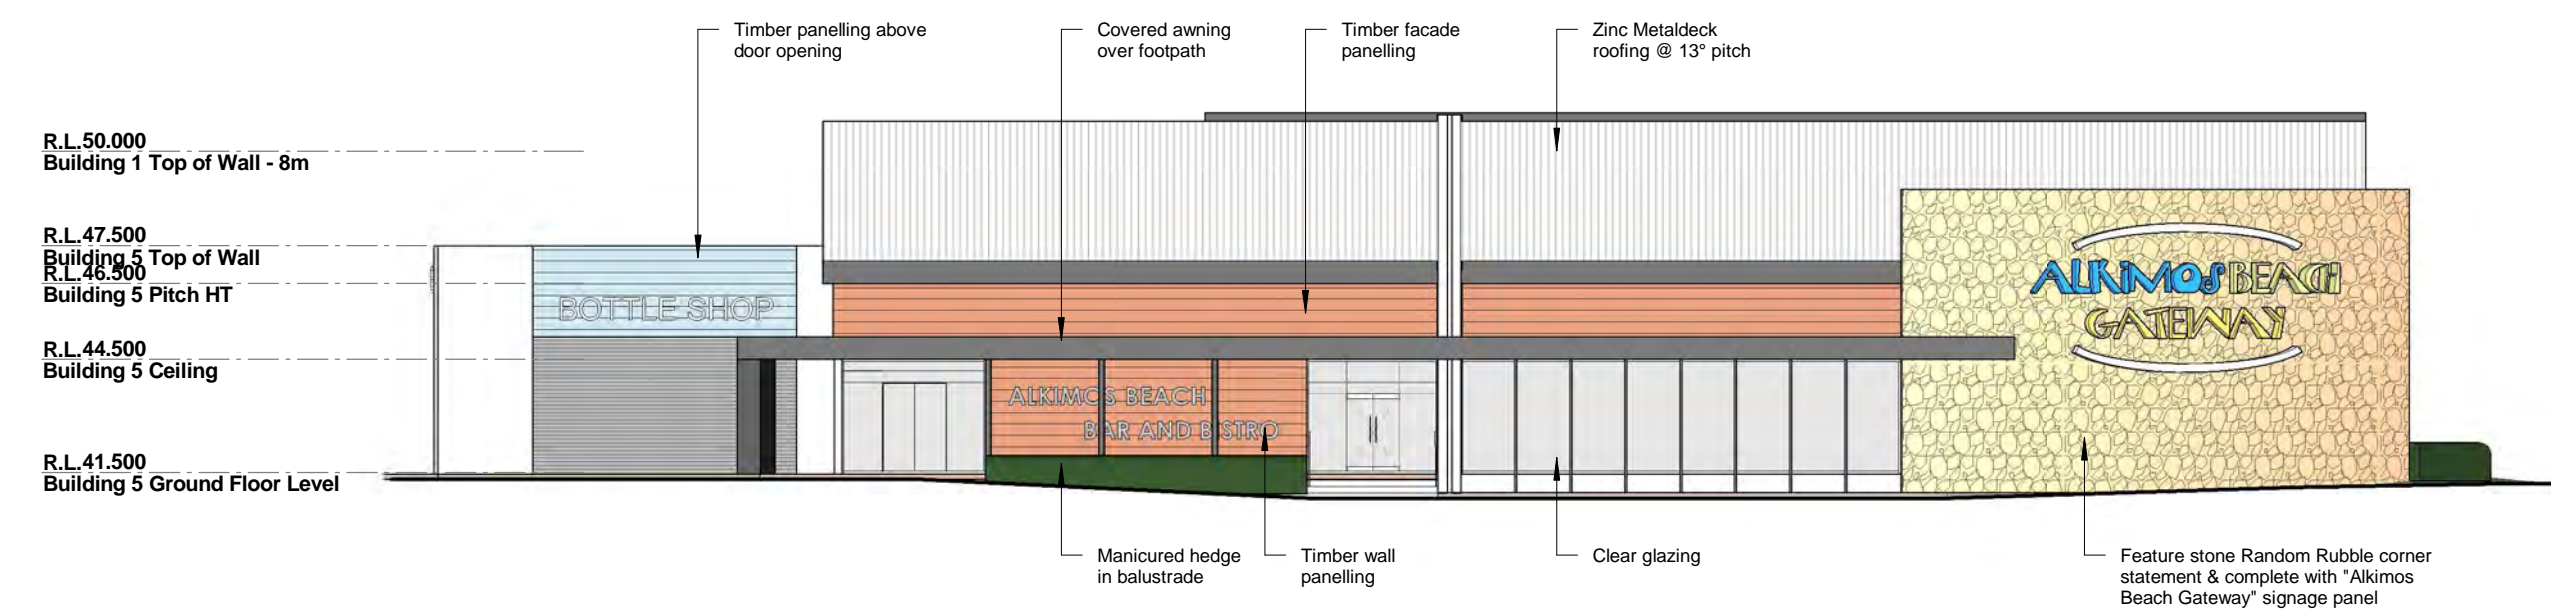 Timber panelling above
door opening
Covered awning
over footpath
Timber facade
panelling
Zinc Metaldeck
roofing @ 13° pitch
R.L.50.000
Building 1 Top of Wall - 8m
R.L.47.500
Building 5 Top of Wall
R.L.46.500
Building 5 Pitch HT
R.L.44.500
Building 5 Ceiling
R.L.41.500
Building 5 Ground Floor Level
BOTTLE SHOP
ALKIMOS BEACH
BAR AND BISTRO
ALKiMOS BEACH
GATEWAY
Manicured hedge
in balustrade
Timber wall
panelling
Clear glazing
Feature stone Random Rubble corner
statement & complete with "Alkimos
Beach Gateway" signage panel